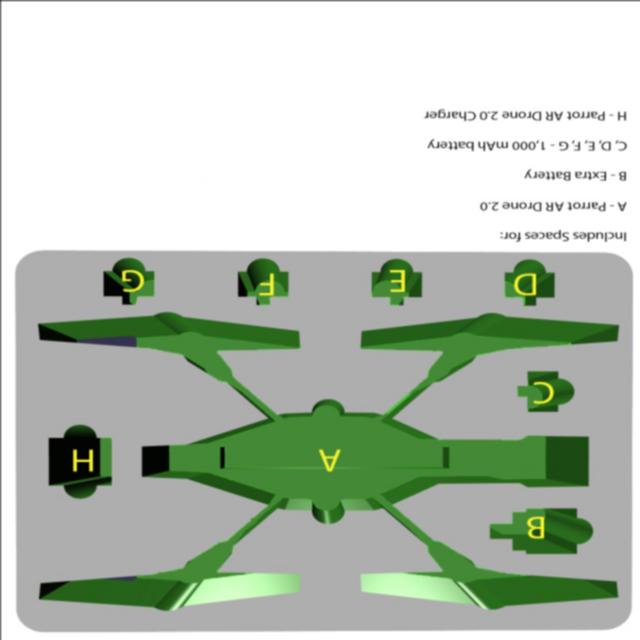 B
A
H
C
D E F G
Includes Spaces for:
A - Parrot AR Drone 2.0
B - Extra Battery
C, D, E, F, G - 1,000 mAh battery
H - Parrot AR Drone 2.0 Charger